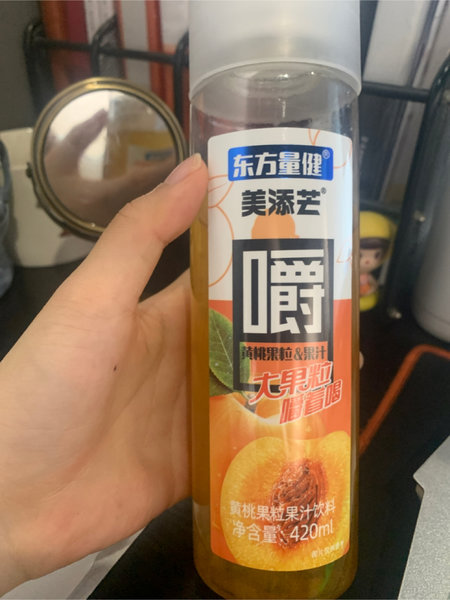 东方量健®
美添芒®
嚼
黄桃果粒&果汁
大果粒
嚼着喝
黄桃果粒果汁饮料
净含量:420ml